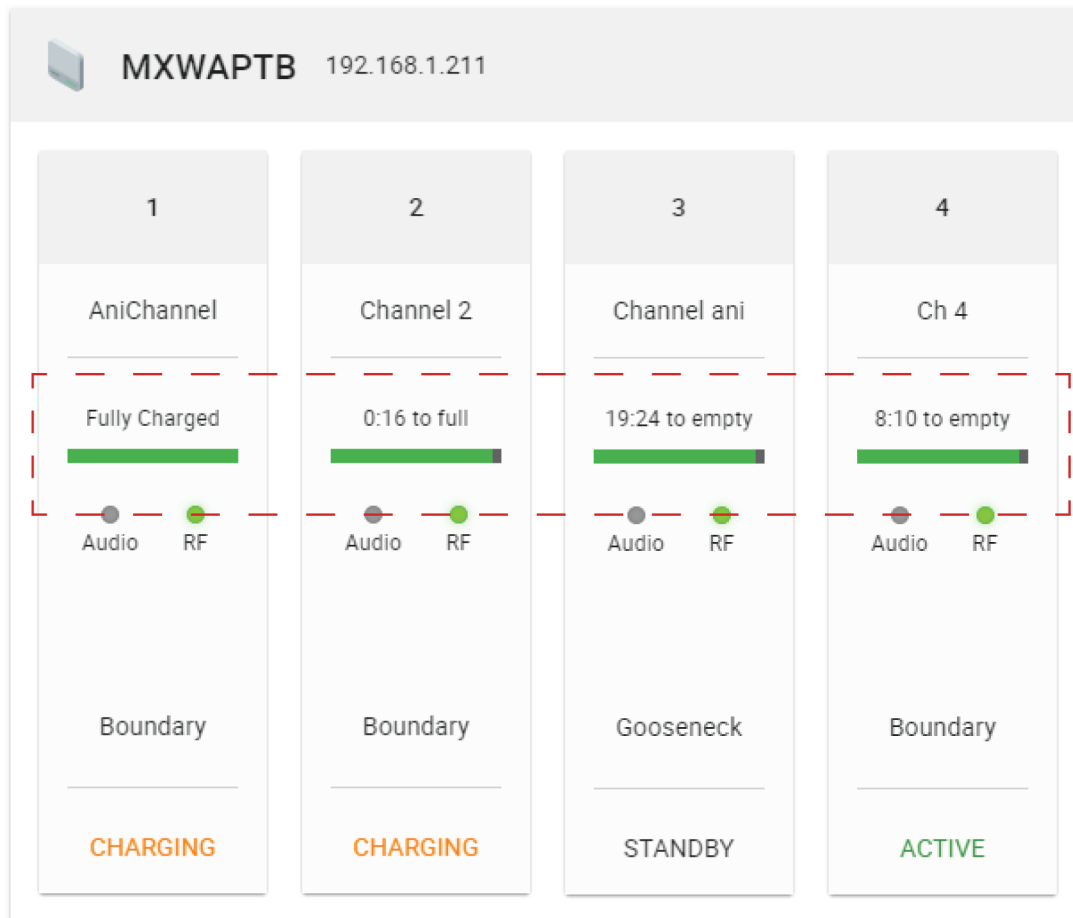 MXWAPTB 192.168.1.211
1 2 3 4
AniChannel Channel 2 Channel ani Ch 4
Fully Charged 0:16 to full 19:24 to empty 8:10 to empty
Audio RF Audio RF Audio RF Audio RF
Boundary Boundary Gooseneck Boundary
CHARGING CHARGING STANDBY ACTIVE